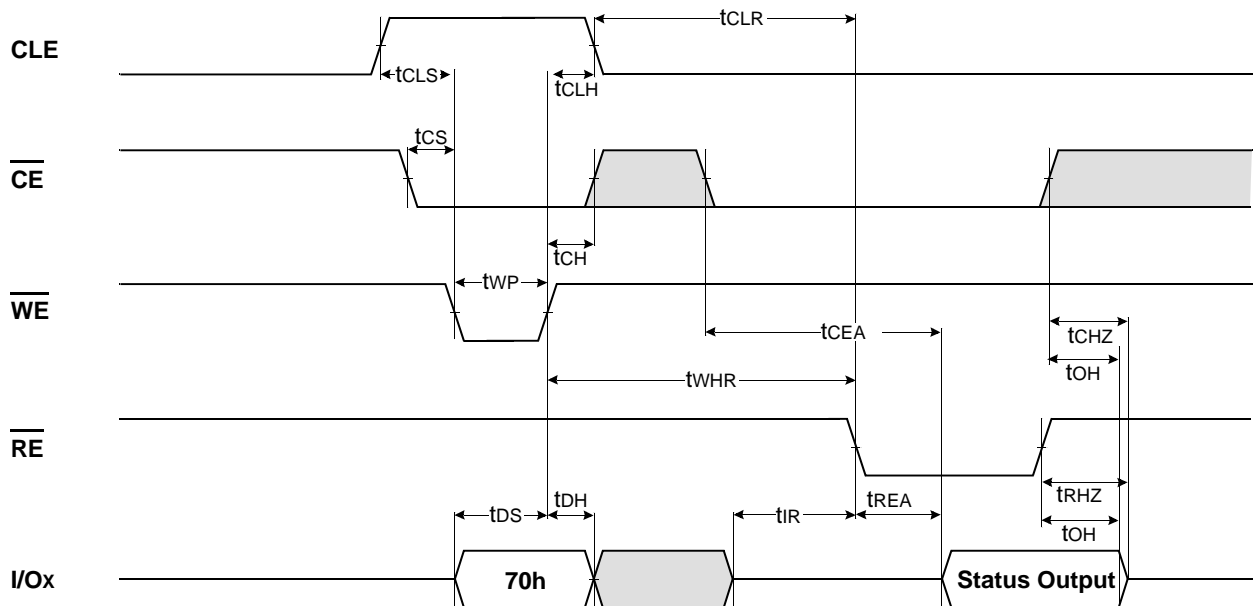 tCLR
CLE
tCLS
tCLH
tCS
CE
tCH
tWP
WE
tCEA
tCHZ
tOH
tWHR
RE
tRHZ
tDH
tDS
tIR
tREA
tOH
I/Ox
70h
Status Output